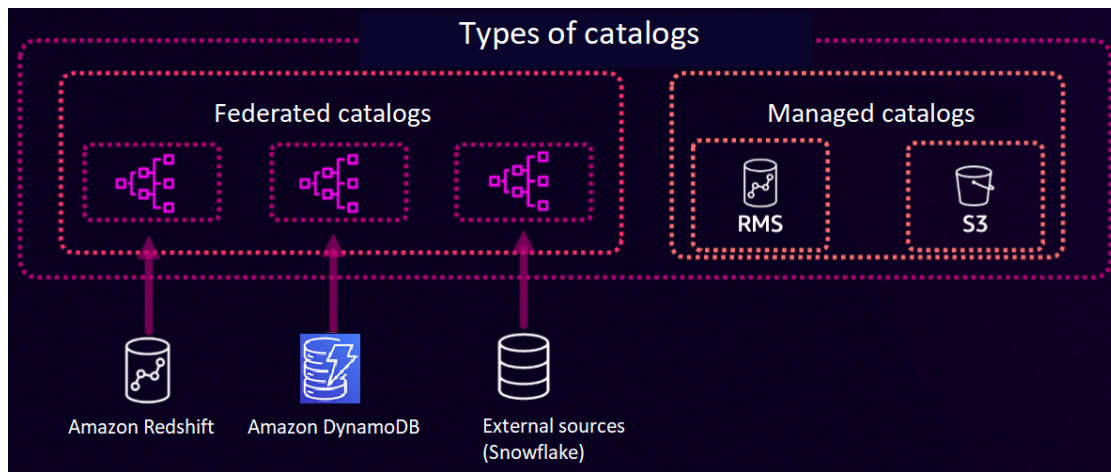 Types of catalogs
Federated catalogs
Managed catalogs
RMS
S3
Amazon Redshift
Amazon DynamoDB
External sources
(Snowflake)